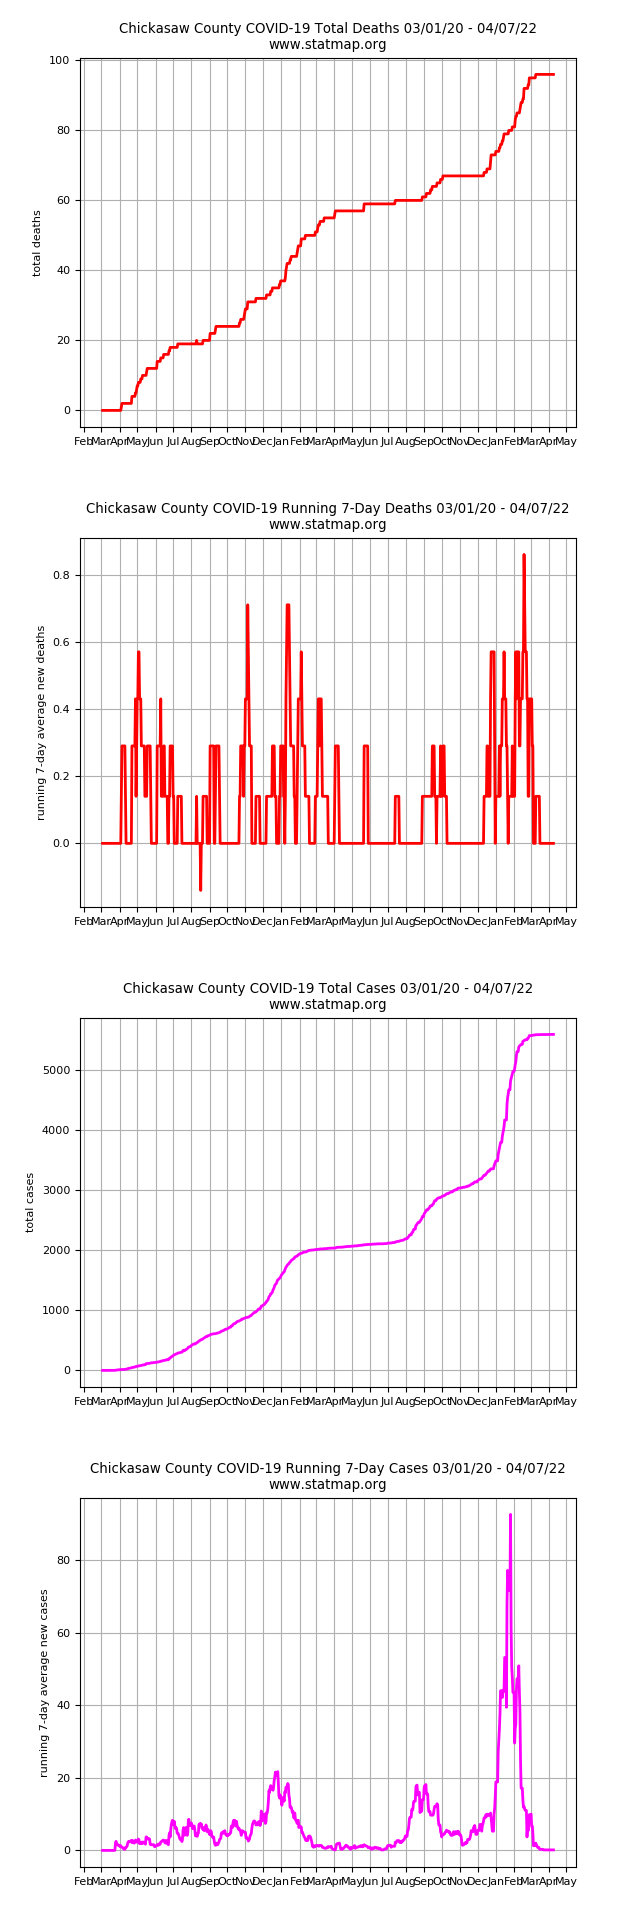 Chickasaw County COVID-19 Total Deaths 03/01/20 - 04/07/22
www.statmap.org
100
80
60
40
20
0
total deaths
Feb Mar Apr May Jun Jul Aug Sep Oct Nov Dec Jan Feb Mar Apr May Jun Jul Aug Sep Oct Nov Dec Jan Feb Mar Apr May
Chickasaw County COVID-19 Running 7-Day Deaths 03/01/20 - 04/07/22
www.statmap.org
0.8
0.6
0.4
0.2
0.0
running 7-day average new deaths
Feb Mar Apr May Jun Jul Aug Sep Oct Nov Dec Jan Feb Mar Apr May Jun Jul Aug Sep Oct Nov Dec Jan Feb Mar Apr May
Chickasaw County COVID-19 Total Cases 03/01/20 - 04/07/22
www.statmap.org
5000
4000
3000
2000
1000
0
total cases
Feb Mar Apr May Jun Jul Aug Sep Oct Nov Dec Jan Feb Mar Apr May Jun Jul Aug Sep Oct Nov Dec Jan Feb Mar Apr May
Chickasaw County COVID-19 Running 7-Day Cases 03/01/20 - 04/07/22
www.statmap.org
80
60
40
20
0
running 7-day average new cases
Feb Mar Apr May Jun Jul Aug Sep Oct Nov Dec Jan Feb Mar Apr May Jun Jul Aug Sep Oct Nov Dec Jan Feb Mar Apr May